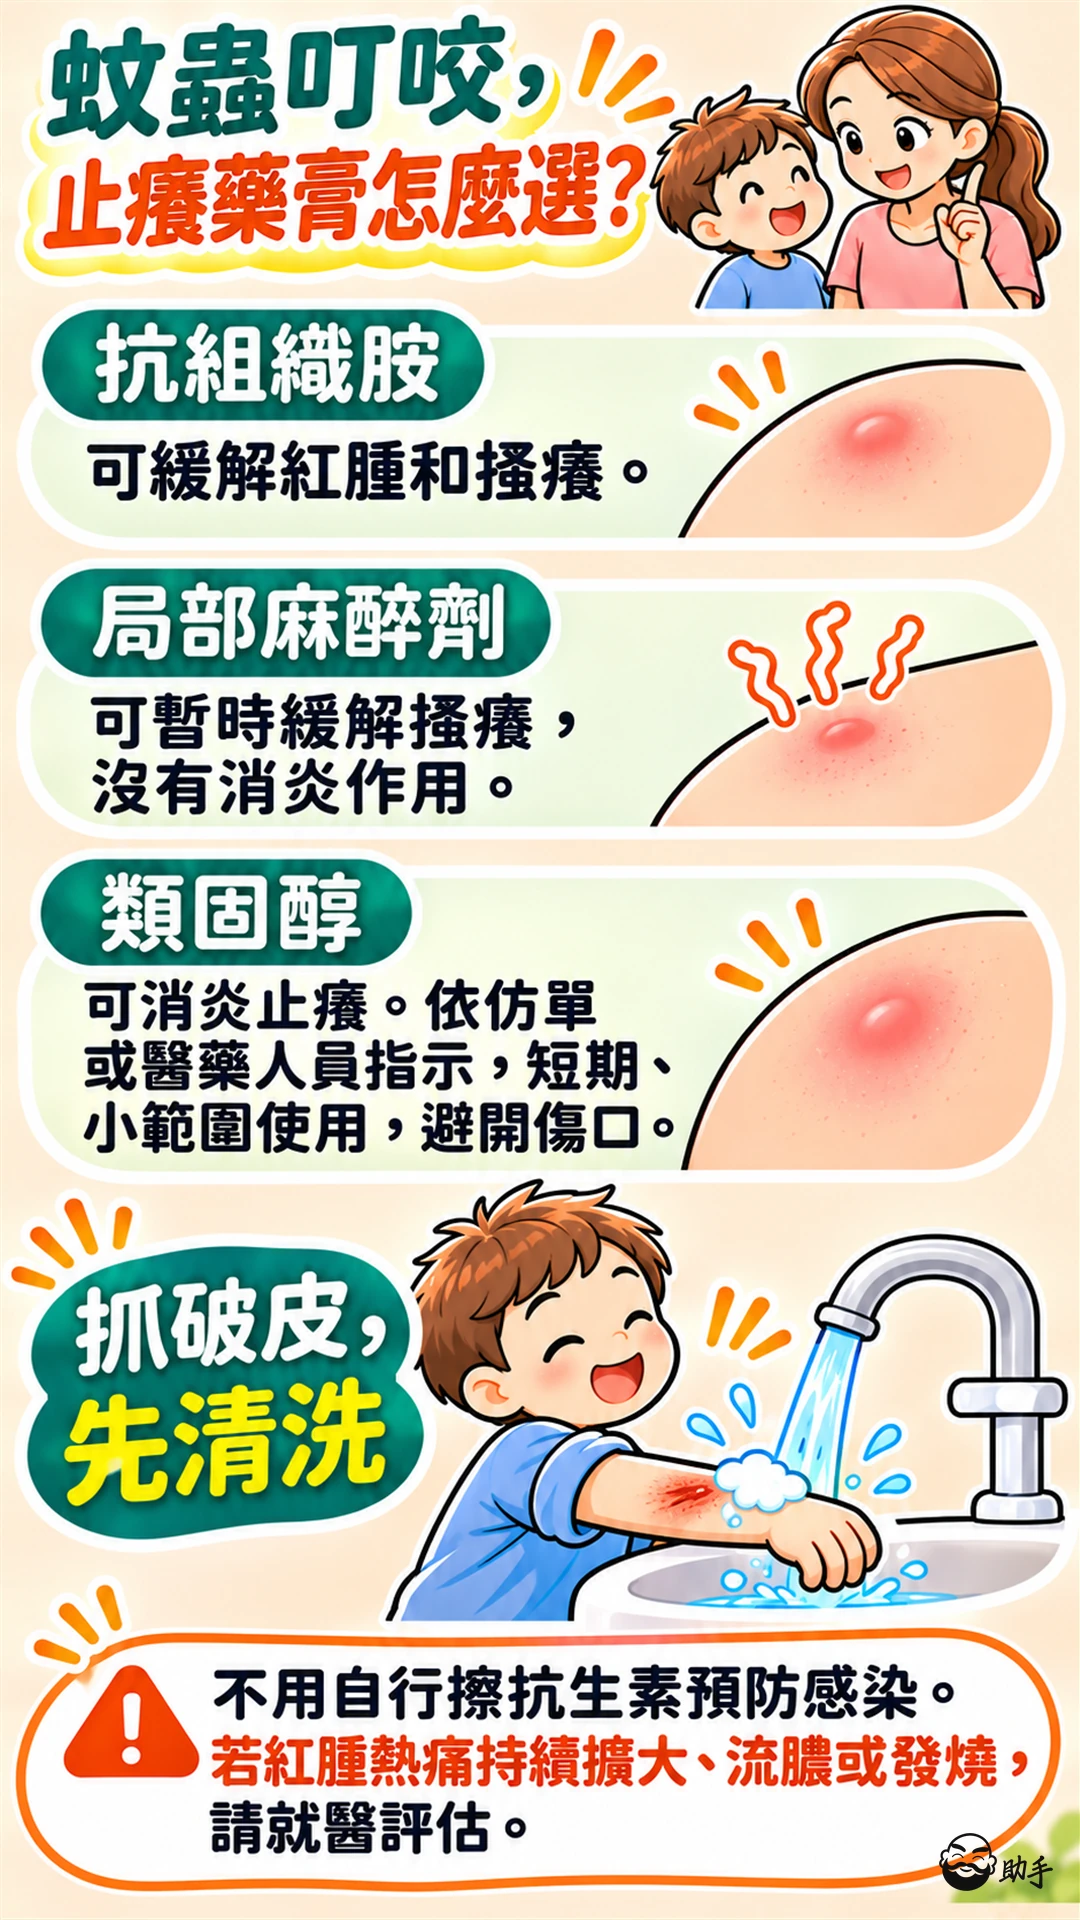 蚊蟲叮咬,
止癢藥膏怎麼選?
抗組織胺
可緩解紅腫和搔癢。
局部麻醉劑
可暫時緩解搔癢,
沒有消炎作用。
類固醇
可消炎止癢。依仿單
或醫藥人員指示,短期、
小範圍使用,避開傷口。
抓破皮,
先清洗
不用自行擦抗生素預防感染。
若紅腫熱痛持續擴大、流膿或發燒,
請就醫評估。
助手